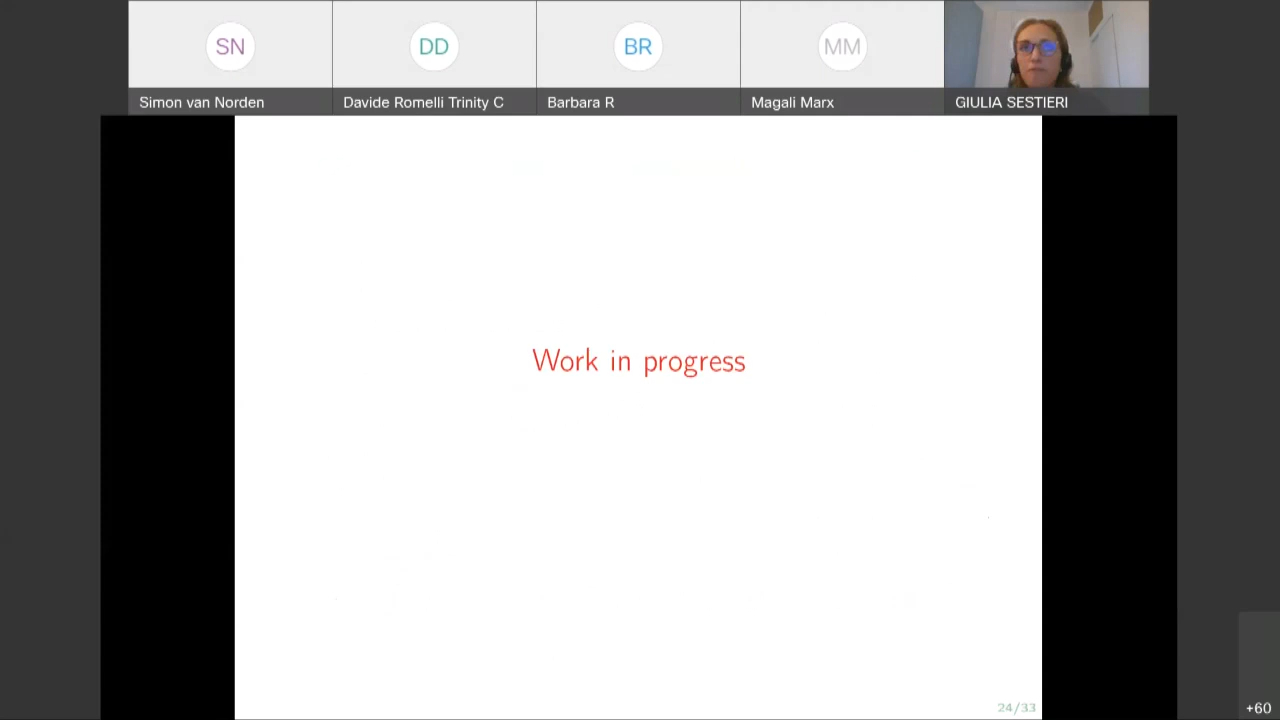 SN
DD
BR
MM
Simon van Norden
Davide Romelli Trinity C
Barbara R
Magali Marx
GIULIA SESTIERI
Work in progress
24/33
+60